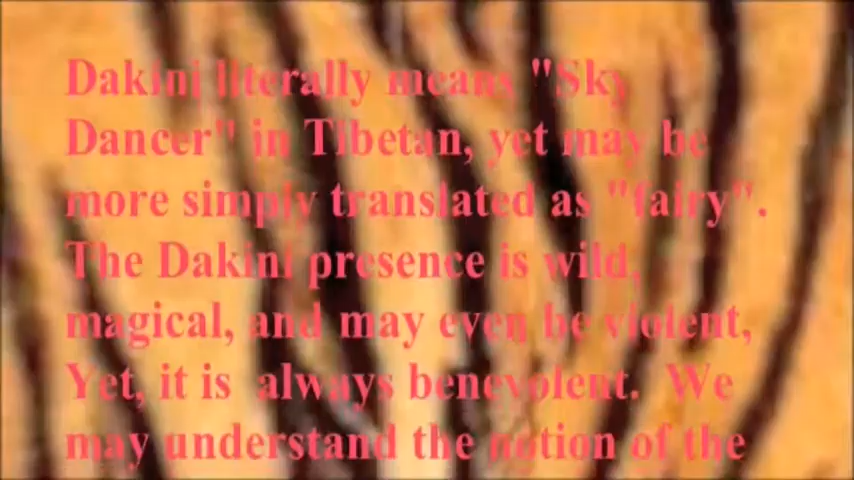 Dakini literally means "Sky
Dancer" in Tibetan, yet may be
more simply translated as "fairy".
The Dakini presence is wild,
magical, and may even be violent,
Yet, it is always benevolent. We
may understand the notion of the